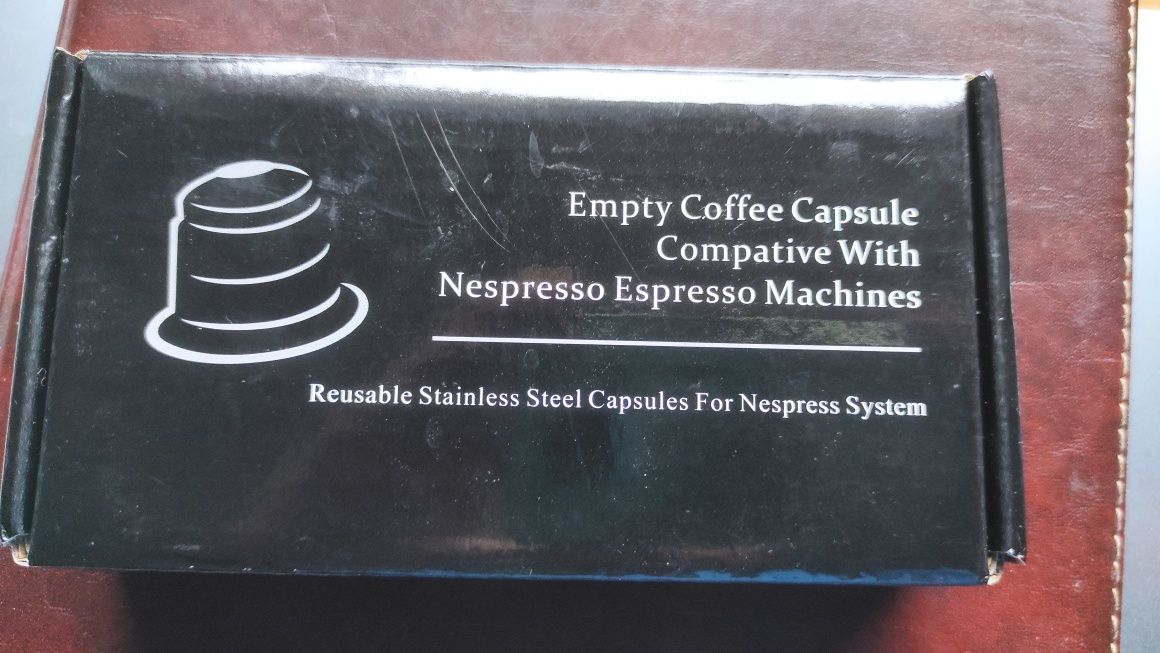 Empty Coffee Capsule
Compative With
Nespresso Espresso Machines
Reusable Stainless Steel Capsules For Nespress System